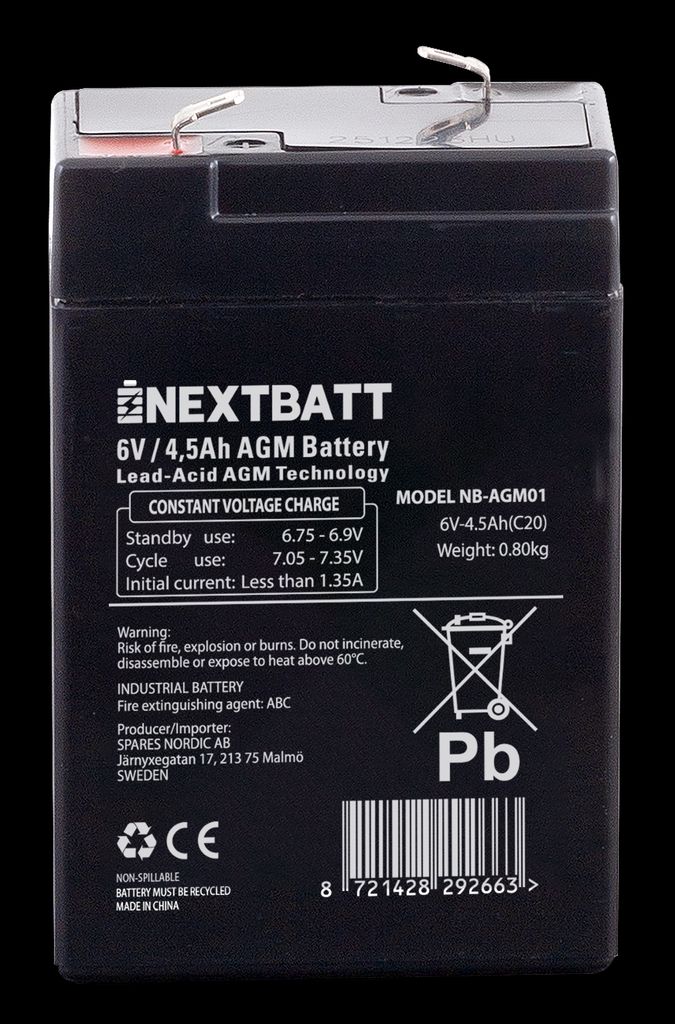 NEXTBATT
6V / 4,5Ah AGM Battery
Lead-Acid AGM Technology
CONSTANT VOLTAGE CHARGE
Standby use: 6.75 - 6.9V
Cycle use: 7.05 - 7.35V
Initial current: Less than 1.35A
MODEL NB-AGM01
6V-4.5Ah(C20)
Weight: 0.80kg
Warning:
Risk of fire, explosion or burns. Do not incinerate,
disassemble or expose to heat above 60°C.
INDUSTRIAL BATTERY
Fire extinguishing agent: ABC
Producer/Importer:
SPARES NORDIC AB
Järnyxegatan 17, 213 75 Malmö
SWEDEN
Pb
CE
NON-SPILLABLE
BATTERY MUST BE RECYCLED
MADE IN CHINA
8 721428 292663 >